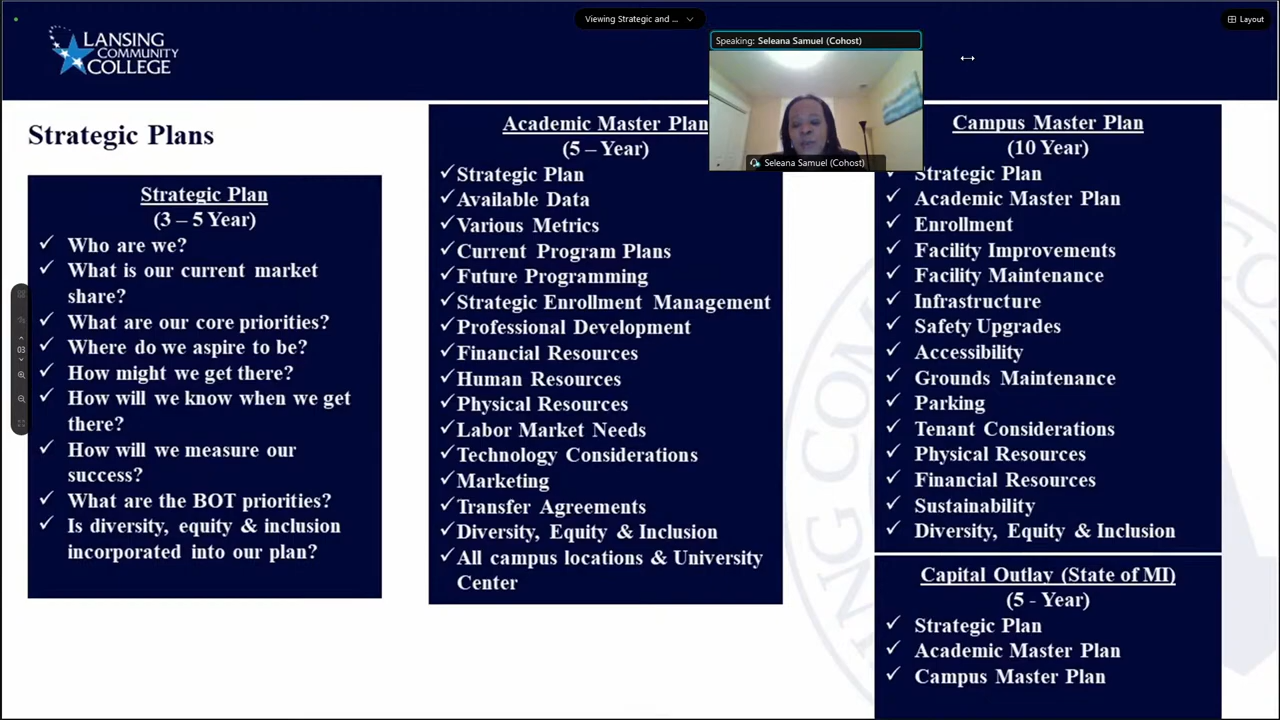 Viewing Strategic and ...
Layout
LANSING
COMMUNITY
COLLEGE
Speaking: Seleana Samuel (Cohost)
Seleana Samuel (Cohost)
Strategic Plans
Strategic Plan
(3 – 5 Year)
✓ Who are we?
✓ What is our current market
share?
✓ What are our core priorities?
✓ Where do we aspire to be?
✓ How might we get there?
✓ How will we know when we get
there?
✓ How will we measure our
success?
✓ What are the BOT priorities?
✓ Is diversity, equity & inclusion
incorporated into our plan?
03
Academic Master Plan
(5 – Year)
✓ Strategic Plan
✓ Available Data
✓ Various Metrics
✓ Current Program Plans
✓ Future Programming
✓ Strategic Enrollment Management
✓ Professional Development
✓ Financial Resources
✓ Human Resources
✓ Physical Resources
✓ Labor Market Needs
✓ Technology Considerations
✓ Marketing
✓ Transfer Agreements
✓ Diversity, Equity & Inclusion
✓ All campus locations & University
Center
Campus Master Plan
(10 Year)
✓ Strategic Plan
✓ Academic Master Plan
✓ Enrollment
✓ Facility Improvements
✓ Facility Maintenance
✓ Infrastructure
✓ Safety Upgrades
✓ Accessibility
✓ Grounds Maintenance
✓ Parking
✓ Tenant Considerations
✓ Physical Resources
✓ Financial Resources
✓ Sustainability
✓ Diversity, Equity & Inclusion
Capital Outlay (State of MI)
(5 - Year)
✓ Strategic Plan
✓ Academic Master Plan
✓ Campus Master Plan